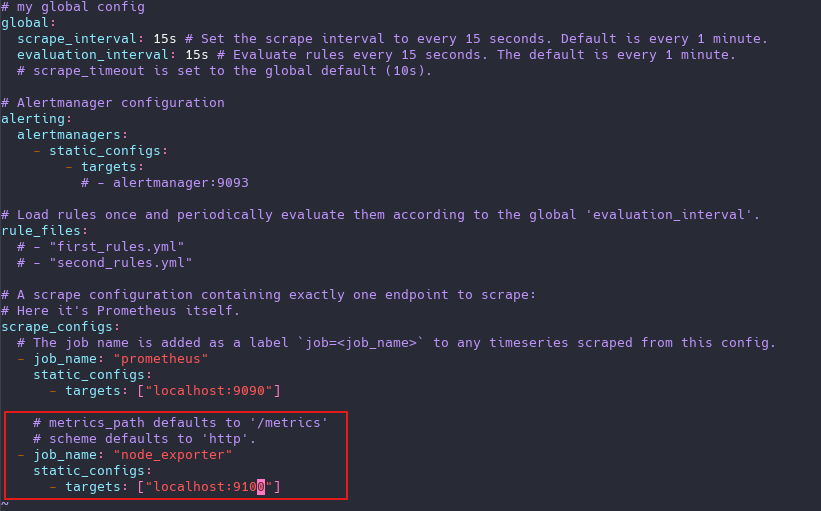 # my global config
global:
  scrape_interval: 15s # Set the scrape interval to every 15 seconds. Default is every 1 minute.
  evaluation_interval: 15s # Evaluate rules every 15 seconds. The default is every 1 minute.
  # scrape_timeout is set to the global default (10s).

# Alertmanager configuration
alerting:
  alertmanagers:
    - static_configs:
        - targets:
          # - alertmanager:9093

# Load rules once and periodically evaluate them according to the global 'evaluation_interval'.
rule_files:
  # - "first_rules.yml"
  # - "second_rules.yml"

# A scrape configuration containing exactly one endpoint to scrape:
# Here it's Prometheus itself.
scrape_configs:
  # The job name is added as a label `job=<job_name>` to any timeseries scraped from this config.
  - job_name: "prometheus"
    static_configs:
      - targets: ["localhost:9090"]

    # metrics_path defaults to '/metrics'
    # scheme defaults to 'http'.
  - job_name: "node_exporter"
    static_configs:
      - targets: ["localhost:9100"]
~